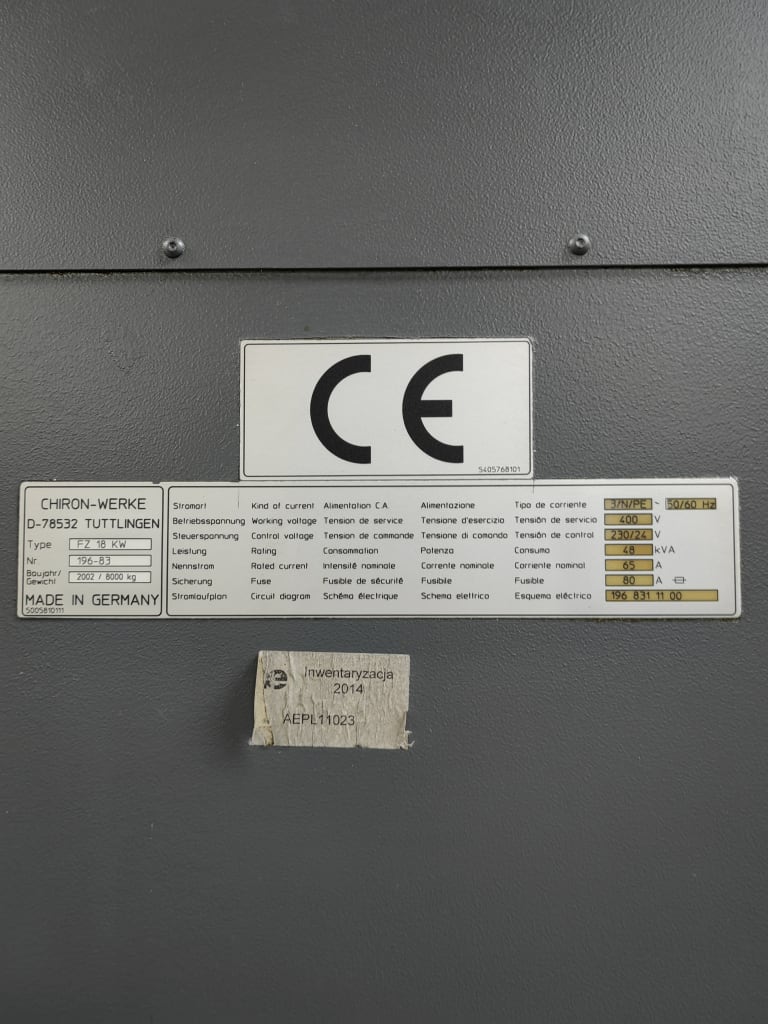 CE
5405768101
CHIRON-WERKE
D-78532 TUTTLINGEN
Type FZ 18 KW
Nr 196-83
Baujahr/Gewicht 2002 / 8000 kg
MADE IN GERMANY
5005810111
Stromart Kind of current Alimentation C.A. Alimentazione Tipo de corriente 3/N/PE ~ 50/60 Hz
Betriebsspannung Working voltage Tension de service Tensione d'esercizio Tensión de servicio 400 V
Steuerspannung Control voltage Tension de commande Tensione di comando Tensión de control 230/24 V
Leistung Rating Consommation Potenza Consumo 48 kVA
Nennstrom Rated current Intensité nominale Corrente nominale Corriente nominal 65 A
Sicherung Fuse Fusible de sécurité Fusibile Fusible 80 A
Stromlaufplan Circuit diagram Schéma électrique Schema elettrico Esquema eléctrico 196 831 11 00
Inwentaryzacja
2014
AEPL11023